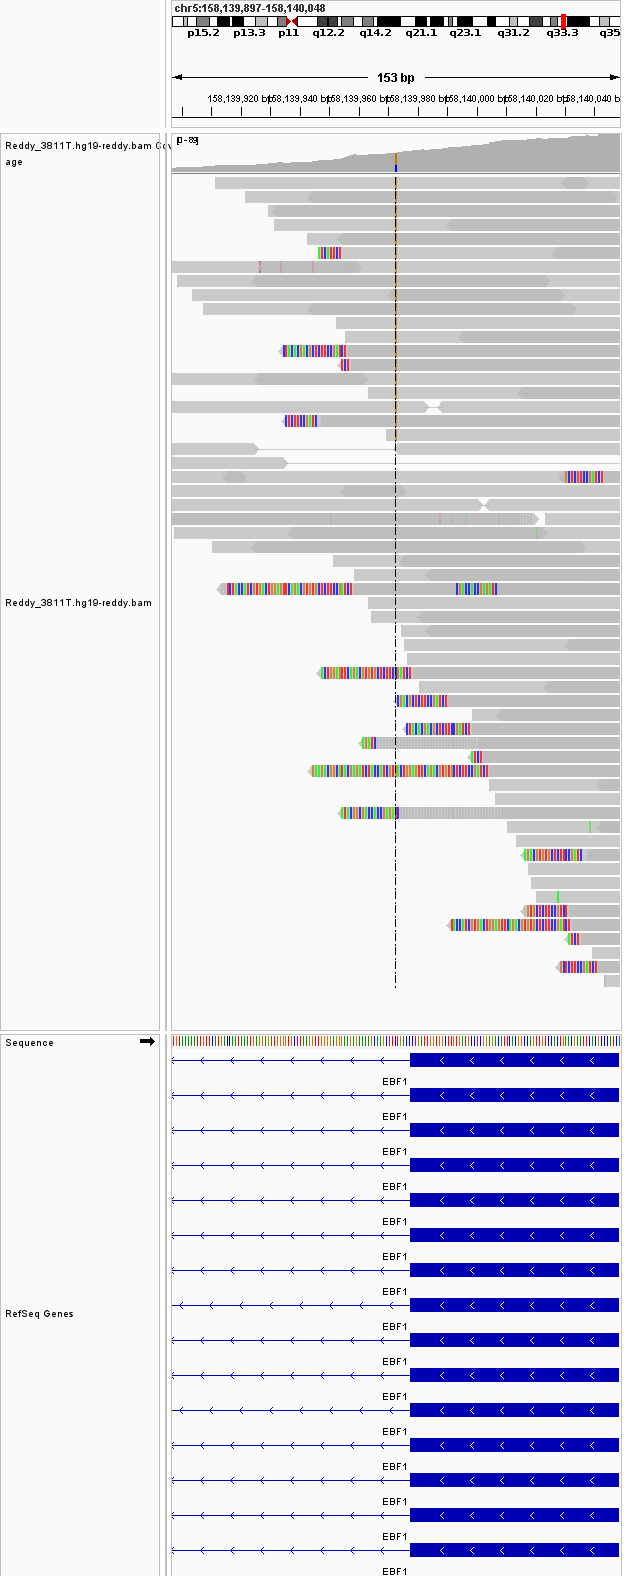 chr5:158,139,897-158,140,048
p15.2 p13.3 p11 q12.2 q14.2 q21.1 q23.1 q31.2 q33.3 q35
153 bp
158,139,920 bp 158,139,940 bp 158,139,960 bp 158,139,980 bp 158,140,000 bp 158,140,020 bp 158,140,040 bp
Reddy_3811T.hg19-reddy.bam Cov
age
[0 - 89]
Reddy_3811T.hg19-reddy.bam
Sequence
EBF1
EBF1
EBF1
EBF1
EBF1
EBF1
EBF1
RefSeq Genes
EBF1
EBF1
EBF1
EBF1
EBF1
EBF1
EBF1
EBF1